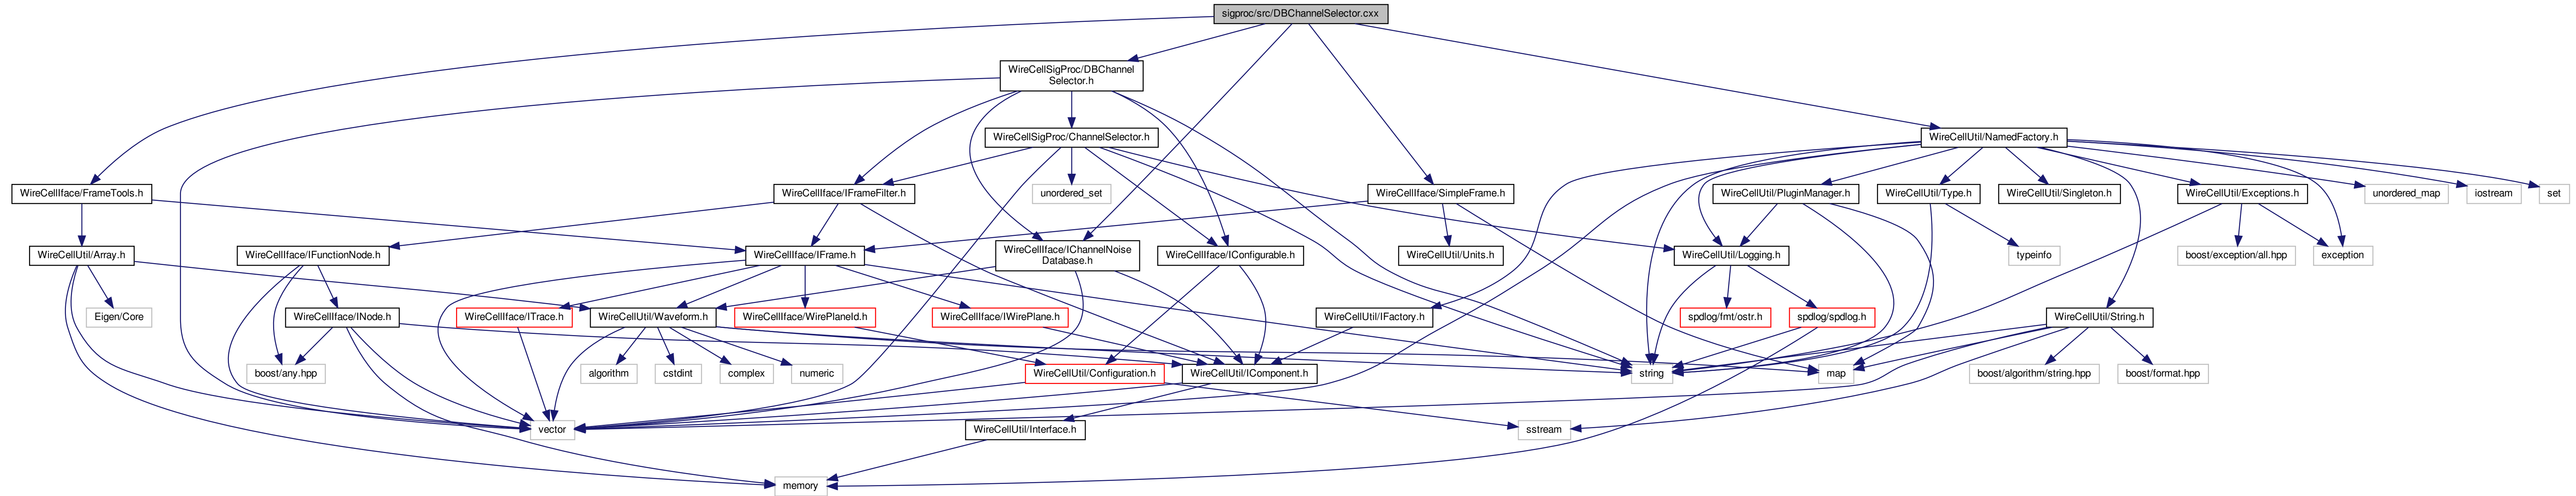 sigproc/src/DBChannelSelector.cxx
WireCellSigProc/DBChannel
Selector.h
WireCellSigProc/ChannelSelector.h
WireCellUtil/NamedFactory.h
WireCellIface/FrameTools.h
WireCellIface/IFrameFilter.h
unordered_set
WireCellIface/SimpleFrame.h
WireCellUtil/PluginManager.h
WireCellUtil/Type.h
WireCellUtil/Singleton.h
WireCellUtil/Exceptions.h
unordered_map
iostream
set
WireCellUtil/Array.h
WireCellIface/IFunctionNode.h
WireCellIface/IFrame.h
WireCellIface/IChannelNoise
Database.h
WireCellIface/IConfigurable.h
WireCellUtil/Units.h
WireCellUtil/Logging.h
typeinfo
boost/exception/all.hpp
exception
Eigen/Core
WireCellIface/INode.h
WireCellIface/ITrace.h
WireCellUtil/Waveform.h
WireCellIface/WirePlaneId.h
WireCellIface/IWirePlane.h
WireCellUtil/IFactory.h
spdlog/fmt/ostr.h
spdlog/spdlog.h
WireCellUtil/String.h
boost/any.hpp
algorithm
cstdint
complex
numeric
WireCellUtil/Configuration.h
WireCellUtil/IComponent.h
string
map
boost/algorithm/string.hpp
boost/format.hpp
vector
WireCellUtil/Interface.h
sstream
memory